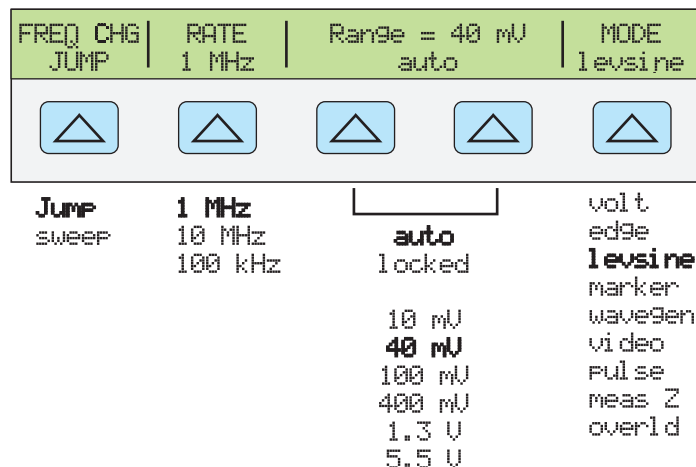 FREQ CHG RATE Range = 40 mV MODE
JUMP 1 MHz auto levsine
Jump
sweep
1 MHz
10 MHz
100 kHz
auto
locked
10 mV
40 mV
100 mV
400 mV
1.3 V
5.5 V
volt
edge
levsine
marker
wavegen
video
pulse
meas Z
overld